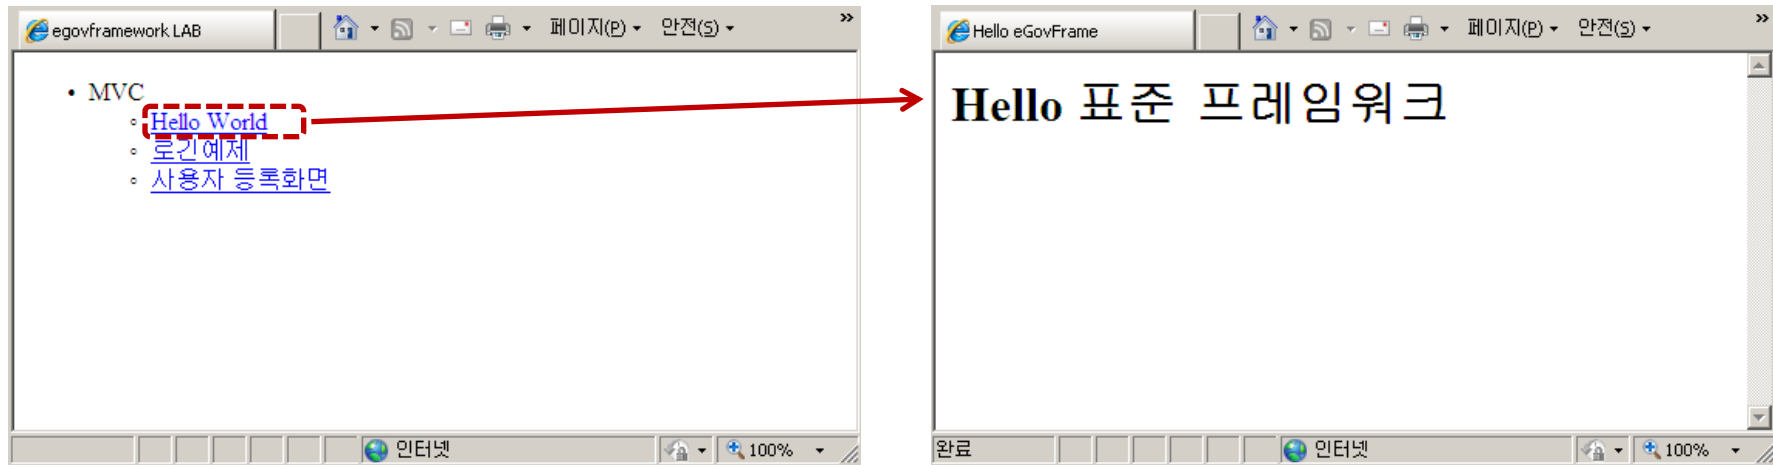 egovframework LAB
페이지(P)
안전(S)
»
• MVC
◦ Hello World
◦ 로긴예제
◦ 사용자 등록화면
인터넷
100%
Hello eGovFrame
페이지(P)
안전(S)
»
Hello 표준 프레임워크
완료
인터넷
100%